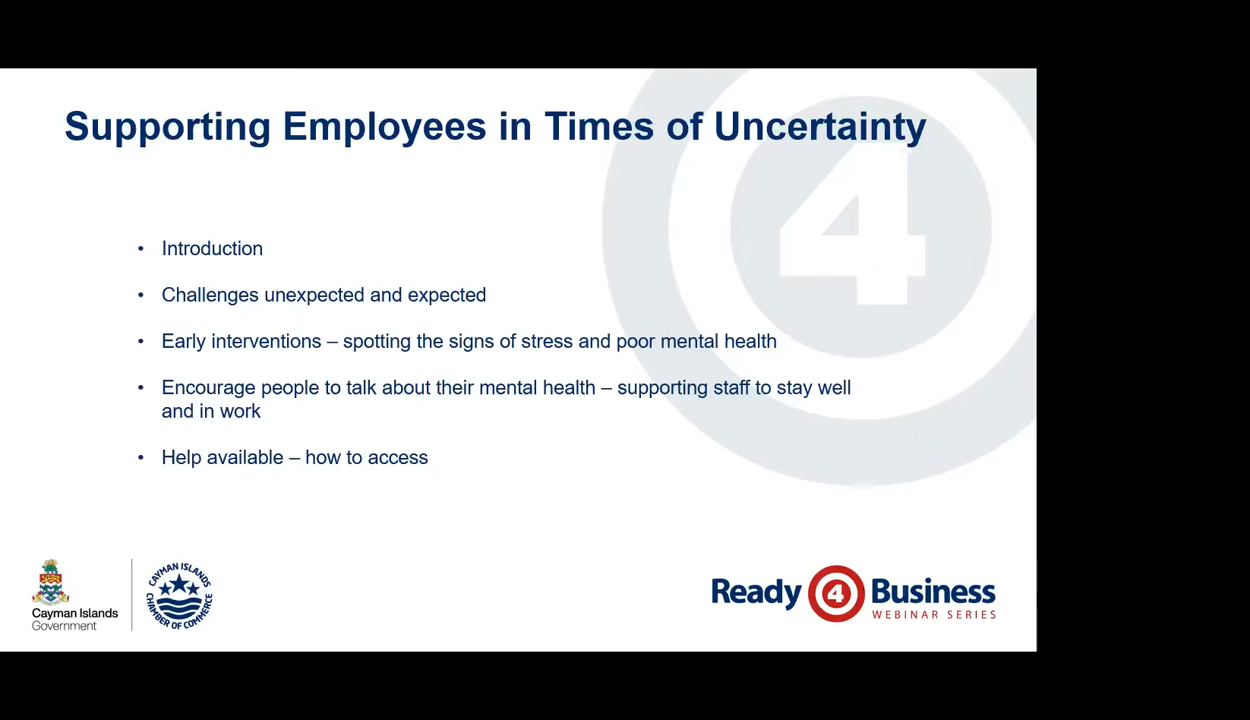 Supporting Employees in Times of Uncertainty
4
• Introduction
• Challenges unexpected and expected
• Early interventions – spotting the signs of stress and poor mental health
• Encourage people to talk about their mental health – supporting staff to stay well
and in work
• Help available – how to access
Cayman Islands
Government
CAYMAN ISLANDS
CHAMBER OF COMMERCE
Ready 4 Business
WEBINAR SERIES